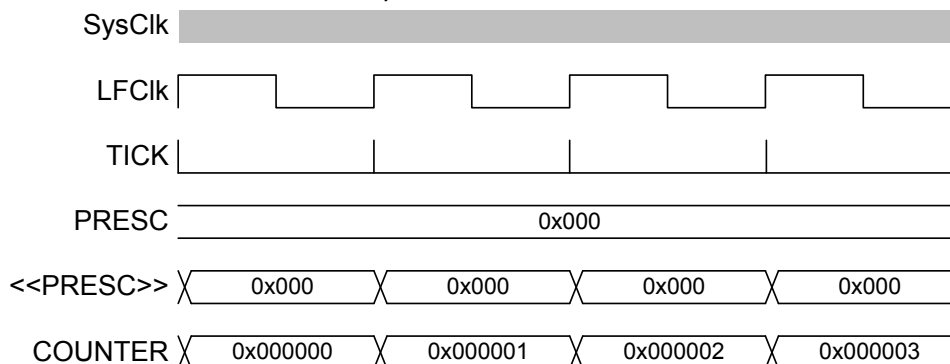 SysClk
LFClk
TICK
PRESC 0x000
<<PRESC>> 0x000 0x000 0x000 0x000
COUNTER 0x000000 0x000001 0x000002 0x000003